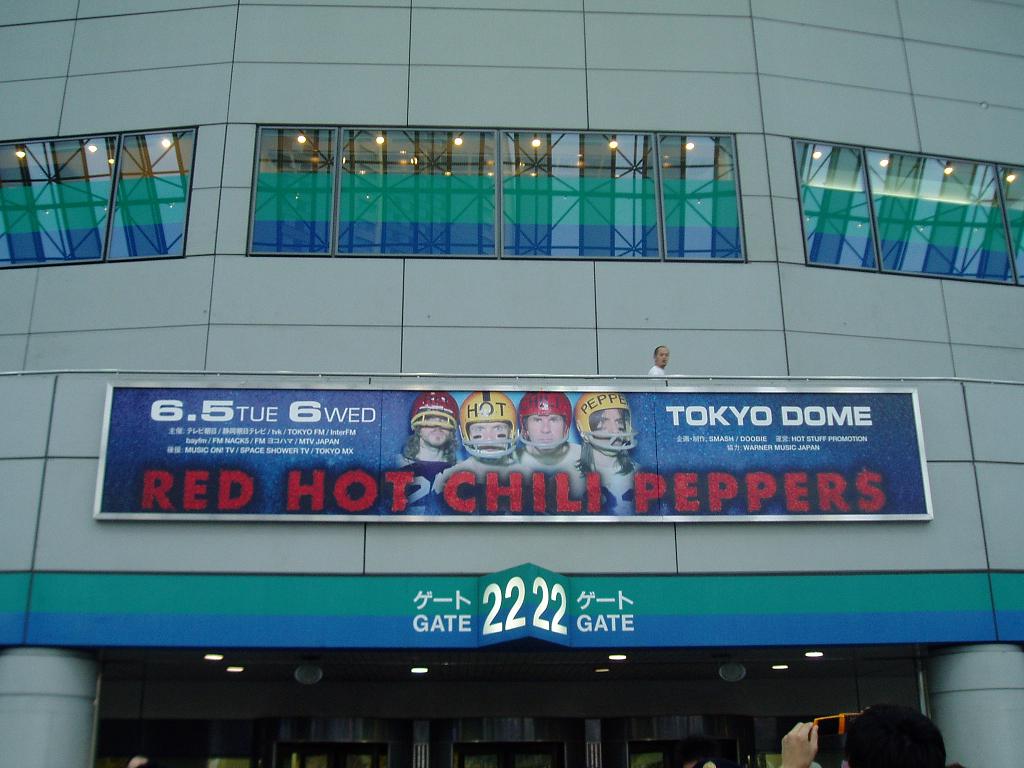 6.5TUE 6WED
主催: テレビ朝日 / 静岡朝日テレビ / tvk / TOKYO FM / InterFM
bayfm / FM NACK5 / FM ヨコハマ / MTV JAPAN
後援: MUSIC ON! TV / SPACE SHOWER TV / TOKYO MX
HOT
PEPPE
TOKYO DOME
企画・制作: SMASH / DOOBIE 運営: HOT STUFF PROMOTION
協力: WARNER MUSIC JAPAN
RED HOT CHILI PEPPERS
ゲート 22 22 ゲート
GATE GATE